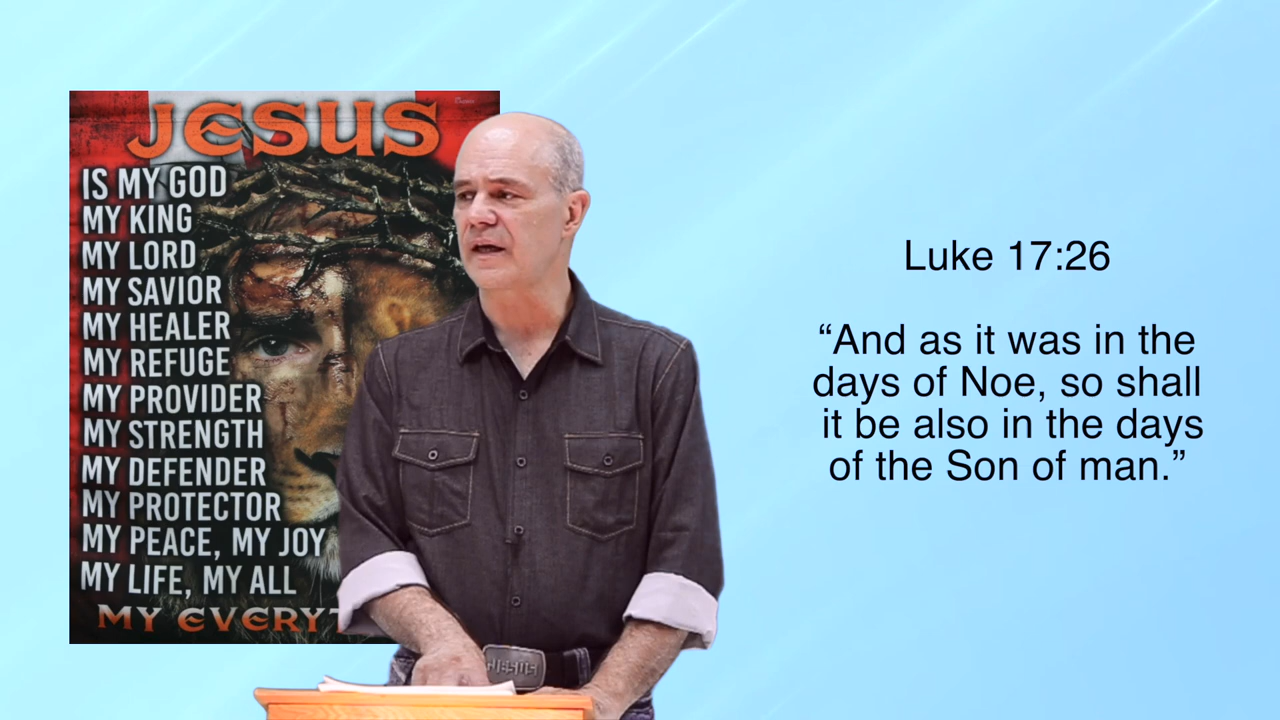 JESUS
IS MY GOD
MY KING
MY LORD
MY SAVIOR
MY HEALER
MY REFUGE
MY PROVIDER
MY STRENGTH
MY DEFENDER
MY PROTECTOR
MY PEACE, MY JOY
MY LIFE, MY ALL
MY EVERYT
JESUS
Luke 17:26
“And as it was in the
days of Noe, so shall
it be also in the days
of the Son of man.”